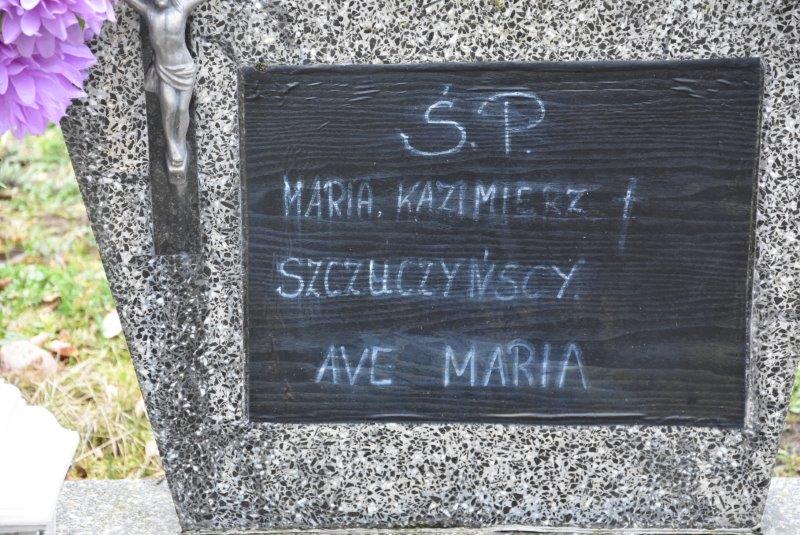 Ś.P.
MARIA, KAZIMIERZ †
SZCZUCZYŃSCY.
AVE MARIA